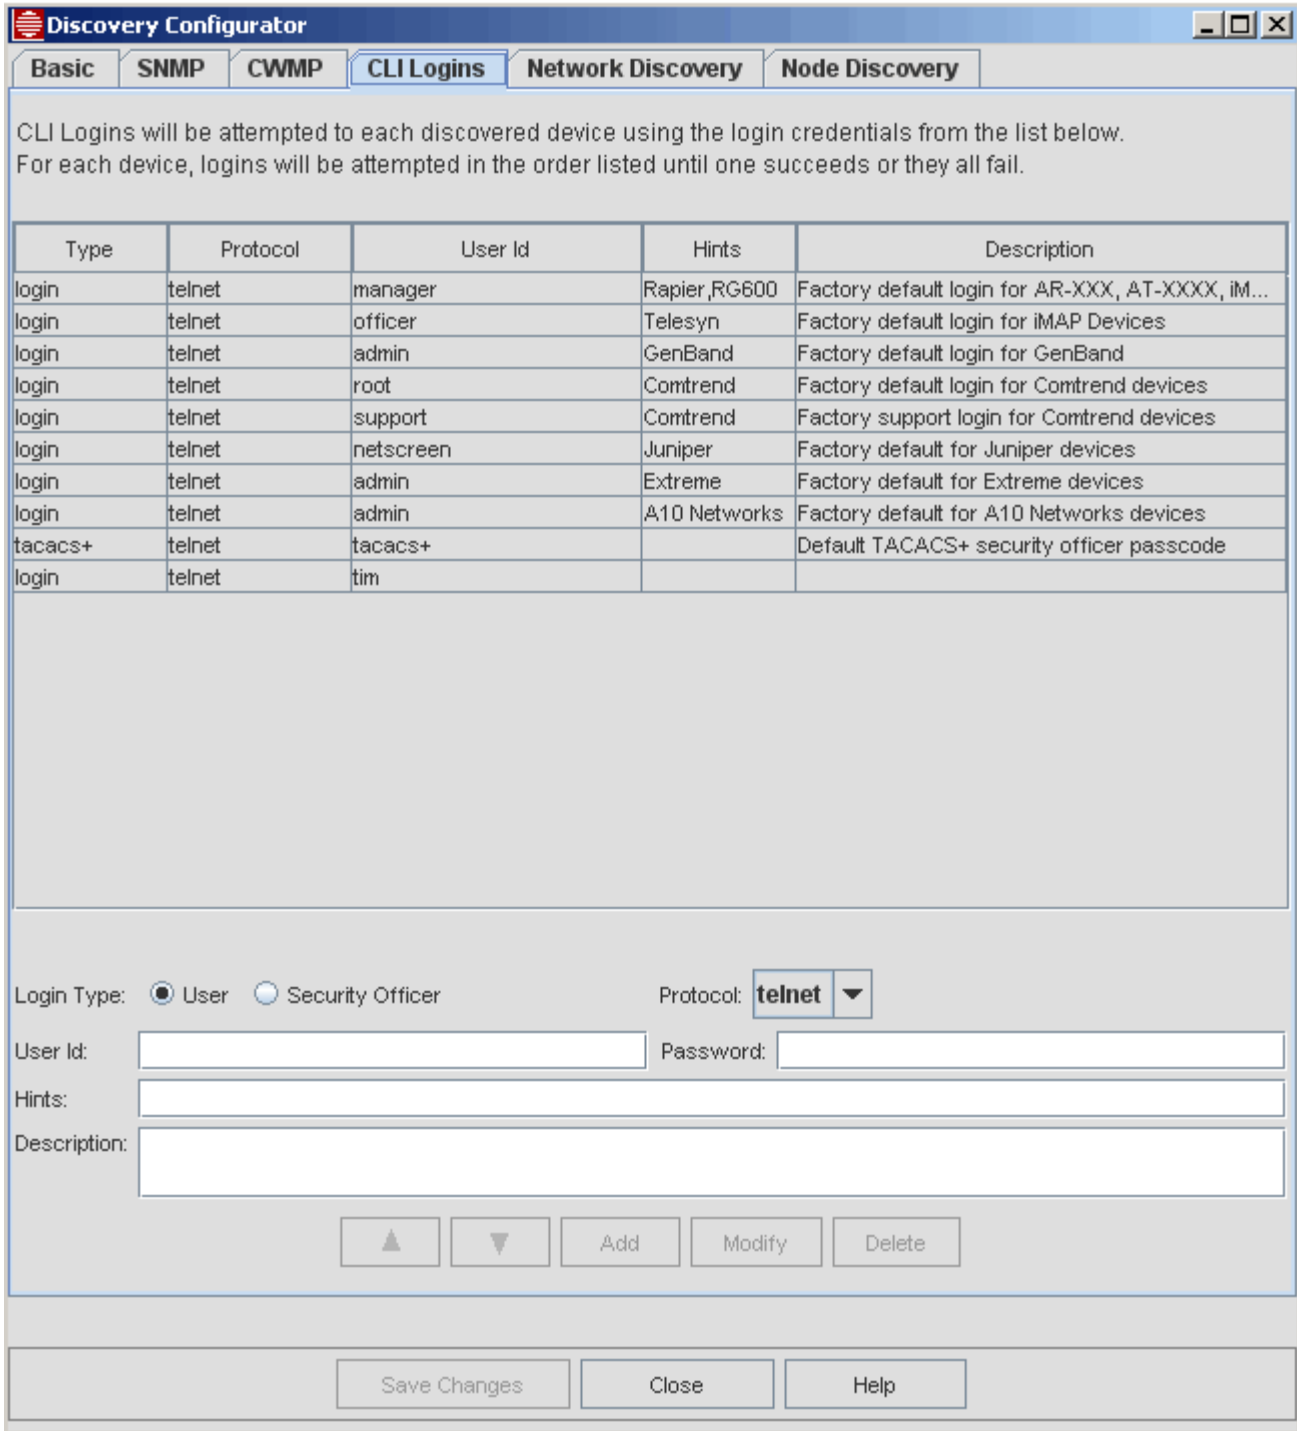 Discovery Configurator
Basic SNMP CWMP CLI Logins Network Discovery Node Discovery
CLI Logins will be attempted to each discovered device using the login credentials from the list below.
For each device, logins will be attempted in the order listed until one succeeds or they all fail.
Type Protocol User Id Hints Description
login telnet manager Rapier,RG600 Factory default login for AR-XXX, AT-XXXX, iM...
login telnet officer Telesyn Factory default login for iMAP Devices
login telnet admin GenBand Factory default login for GenBand
login telnet root Comtrend Factory default login for Comtrend devices
login telnet support Comtrend Factory support login for Comtrend devices
login telnet netscreen Juniper Factory default for Juniper devices
login telnet admin Extreme Factory default for Extreme devices
login telnet admin A10 Networks Factory default for A10 Networks devices
tacacs+ telnet tacacs+ Default TACACS+ security officer passcode
login telnet tim
Login Type: User Security Officer Protocol: telnet
User Id: Password:
Hints:
Description:
Add Modify Delete
Save Changes Close Help